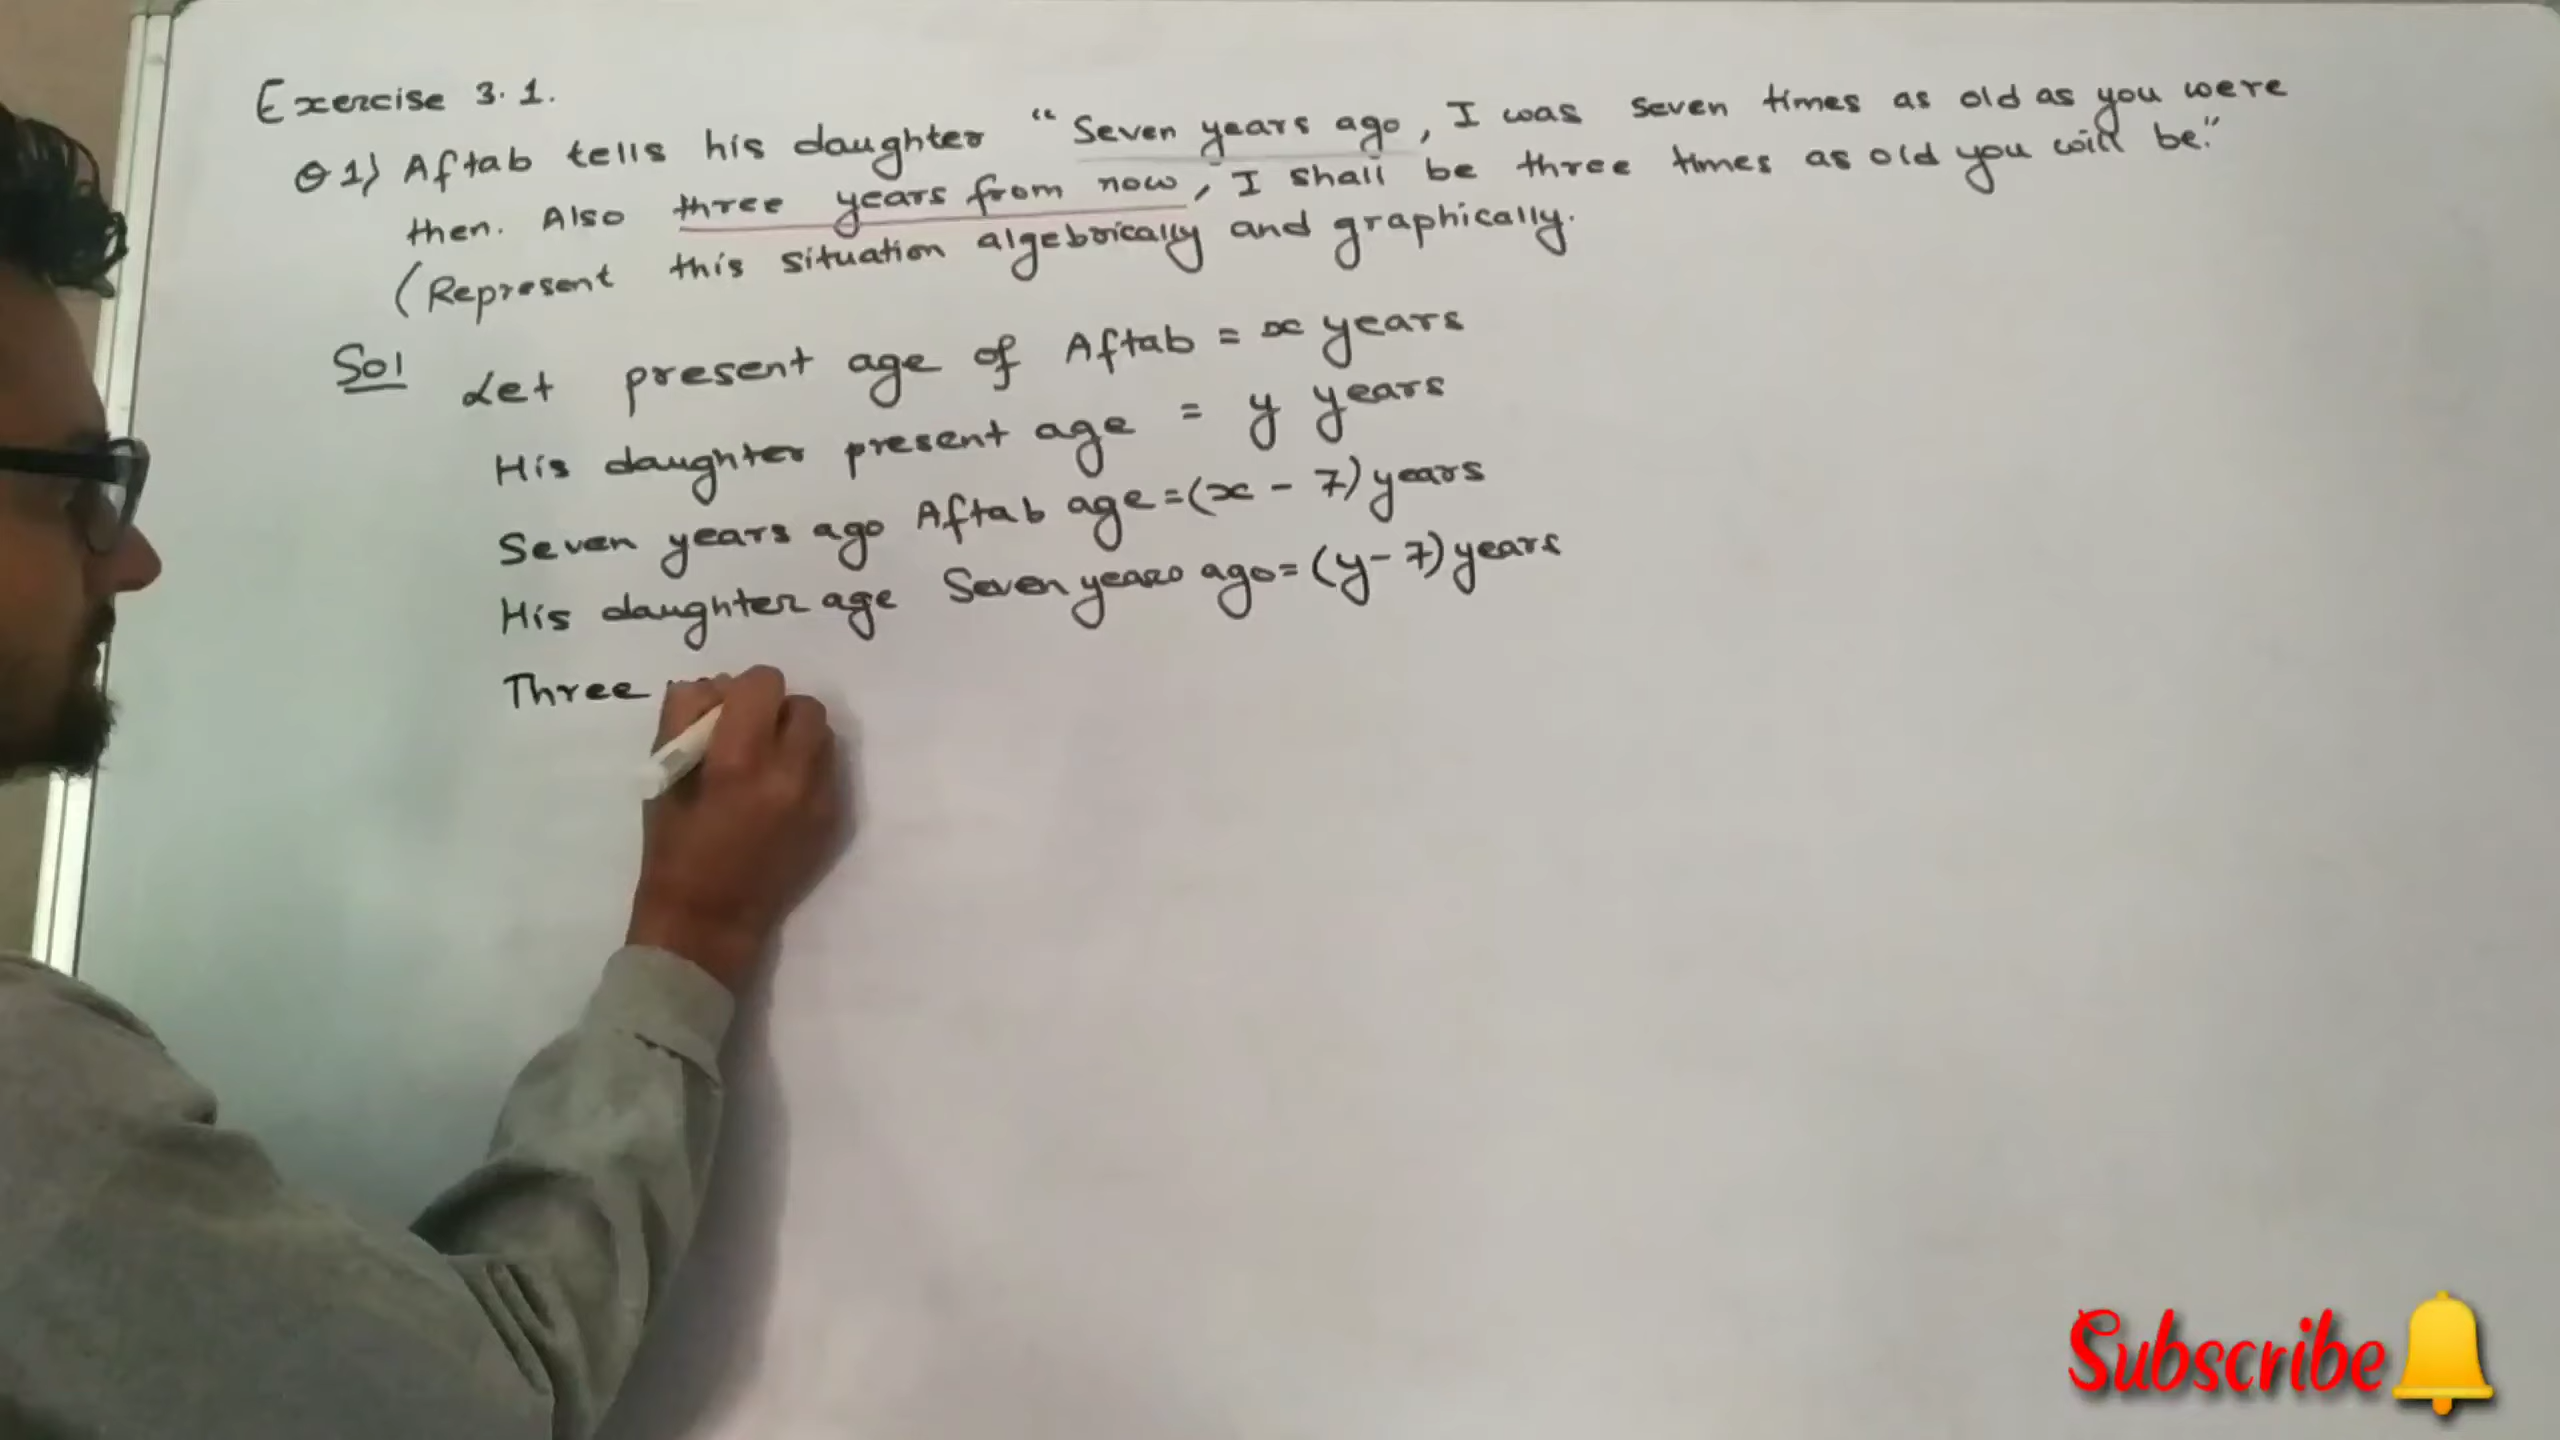 Exercise 3.1.
Q1) Aftab tells his daughter "Seven years ago, I was seven times as old as you were
then. Also three years from now, I shall be three times as old you will be."
(Represent this situation algebrically and graphically.
Sol Let present age of Aftab = x years
His daughter present age = y years
Seven years ago Aftab age=(x - 7) years
His daughter age Seven years ago= (y-7) years
Three
Subscribe